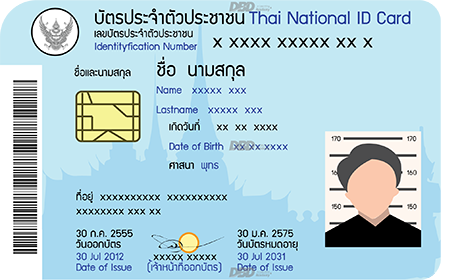 DBD
บัตรประจำตัวประชาชน Thai National ID Card
เลขบัตรประจำตัวประชาชน
Identityfication Number X XXXX XXXXX XX X
ชื่อและนามสกุล ชื่อ นามสกุล
DBD
Name xxxxx xxx
Lastname xxxxx xxx
เกิดวันที่ xx xx xxxx
DBD
Date of Birth xx xx xxxx
ศาสนา พุทธ
ที่อยู่ xxxxxxxxxx xxxxxxxxxx
xxxxxxxx xxx xx
170 170
160 160
150 150
30 ก.ค. 2555
วันออกบัตร
30 Jul 2012
Date of Issue
xxxxx xxxxxx
(เจ้าหน้าที่ออกบัตร)
30 ม.ค. 2575
วันบัตรหมดอายุ
30 Jul 2031
Date of Issue
DBD